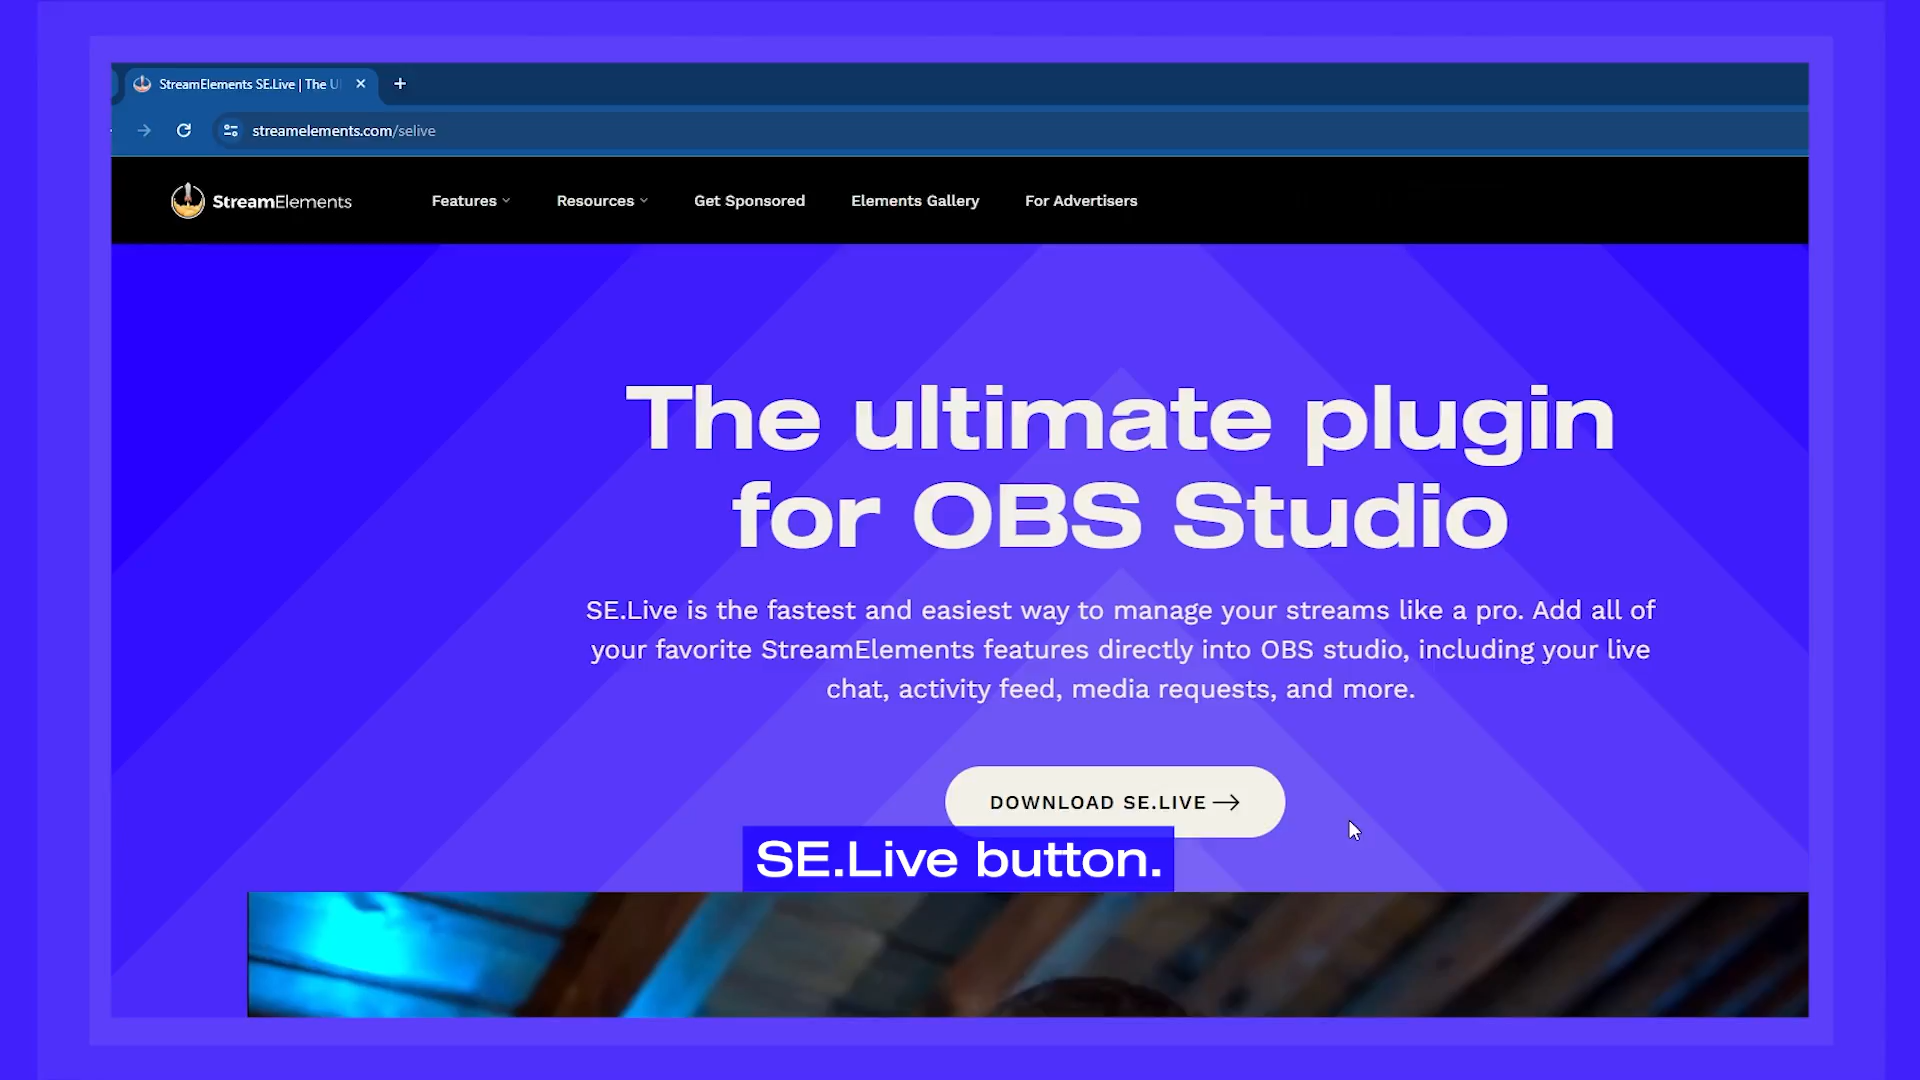 StreamElements SE.Live | The U
streamelements.com/selive
StreamElements
Features
Resources
Get Sponsored
Elements Gallery
For Advertisers
The ultimate plugin
for OBS Studio
SE.Live is the fastest and easiest way to manage your streams like a pro. Add all of
your favorite StreamElements features directly into OBS studio, including your live
chat, activity feed, media requests, and more.
DOWNLOAD SE.LIVE
SE.Live button.